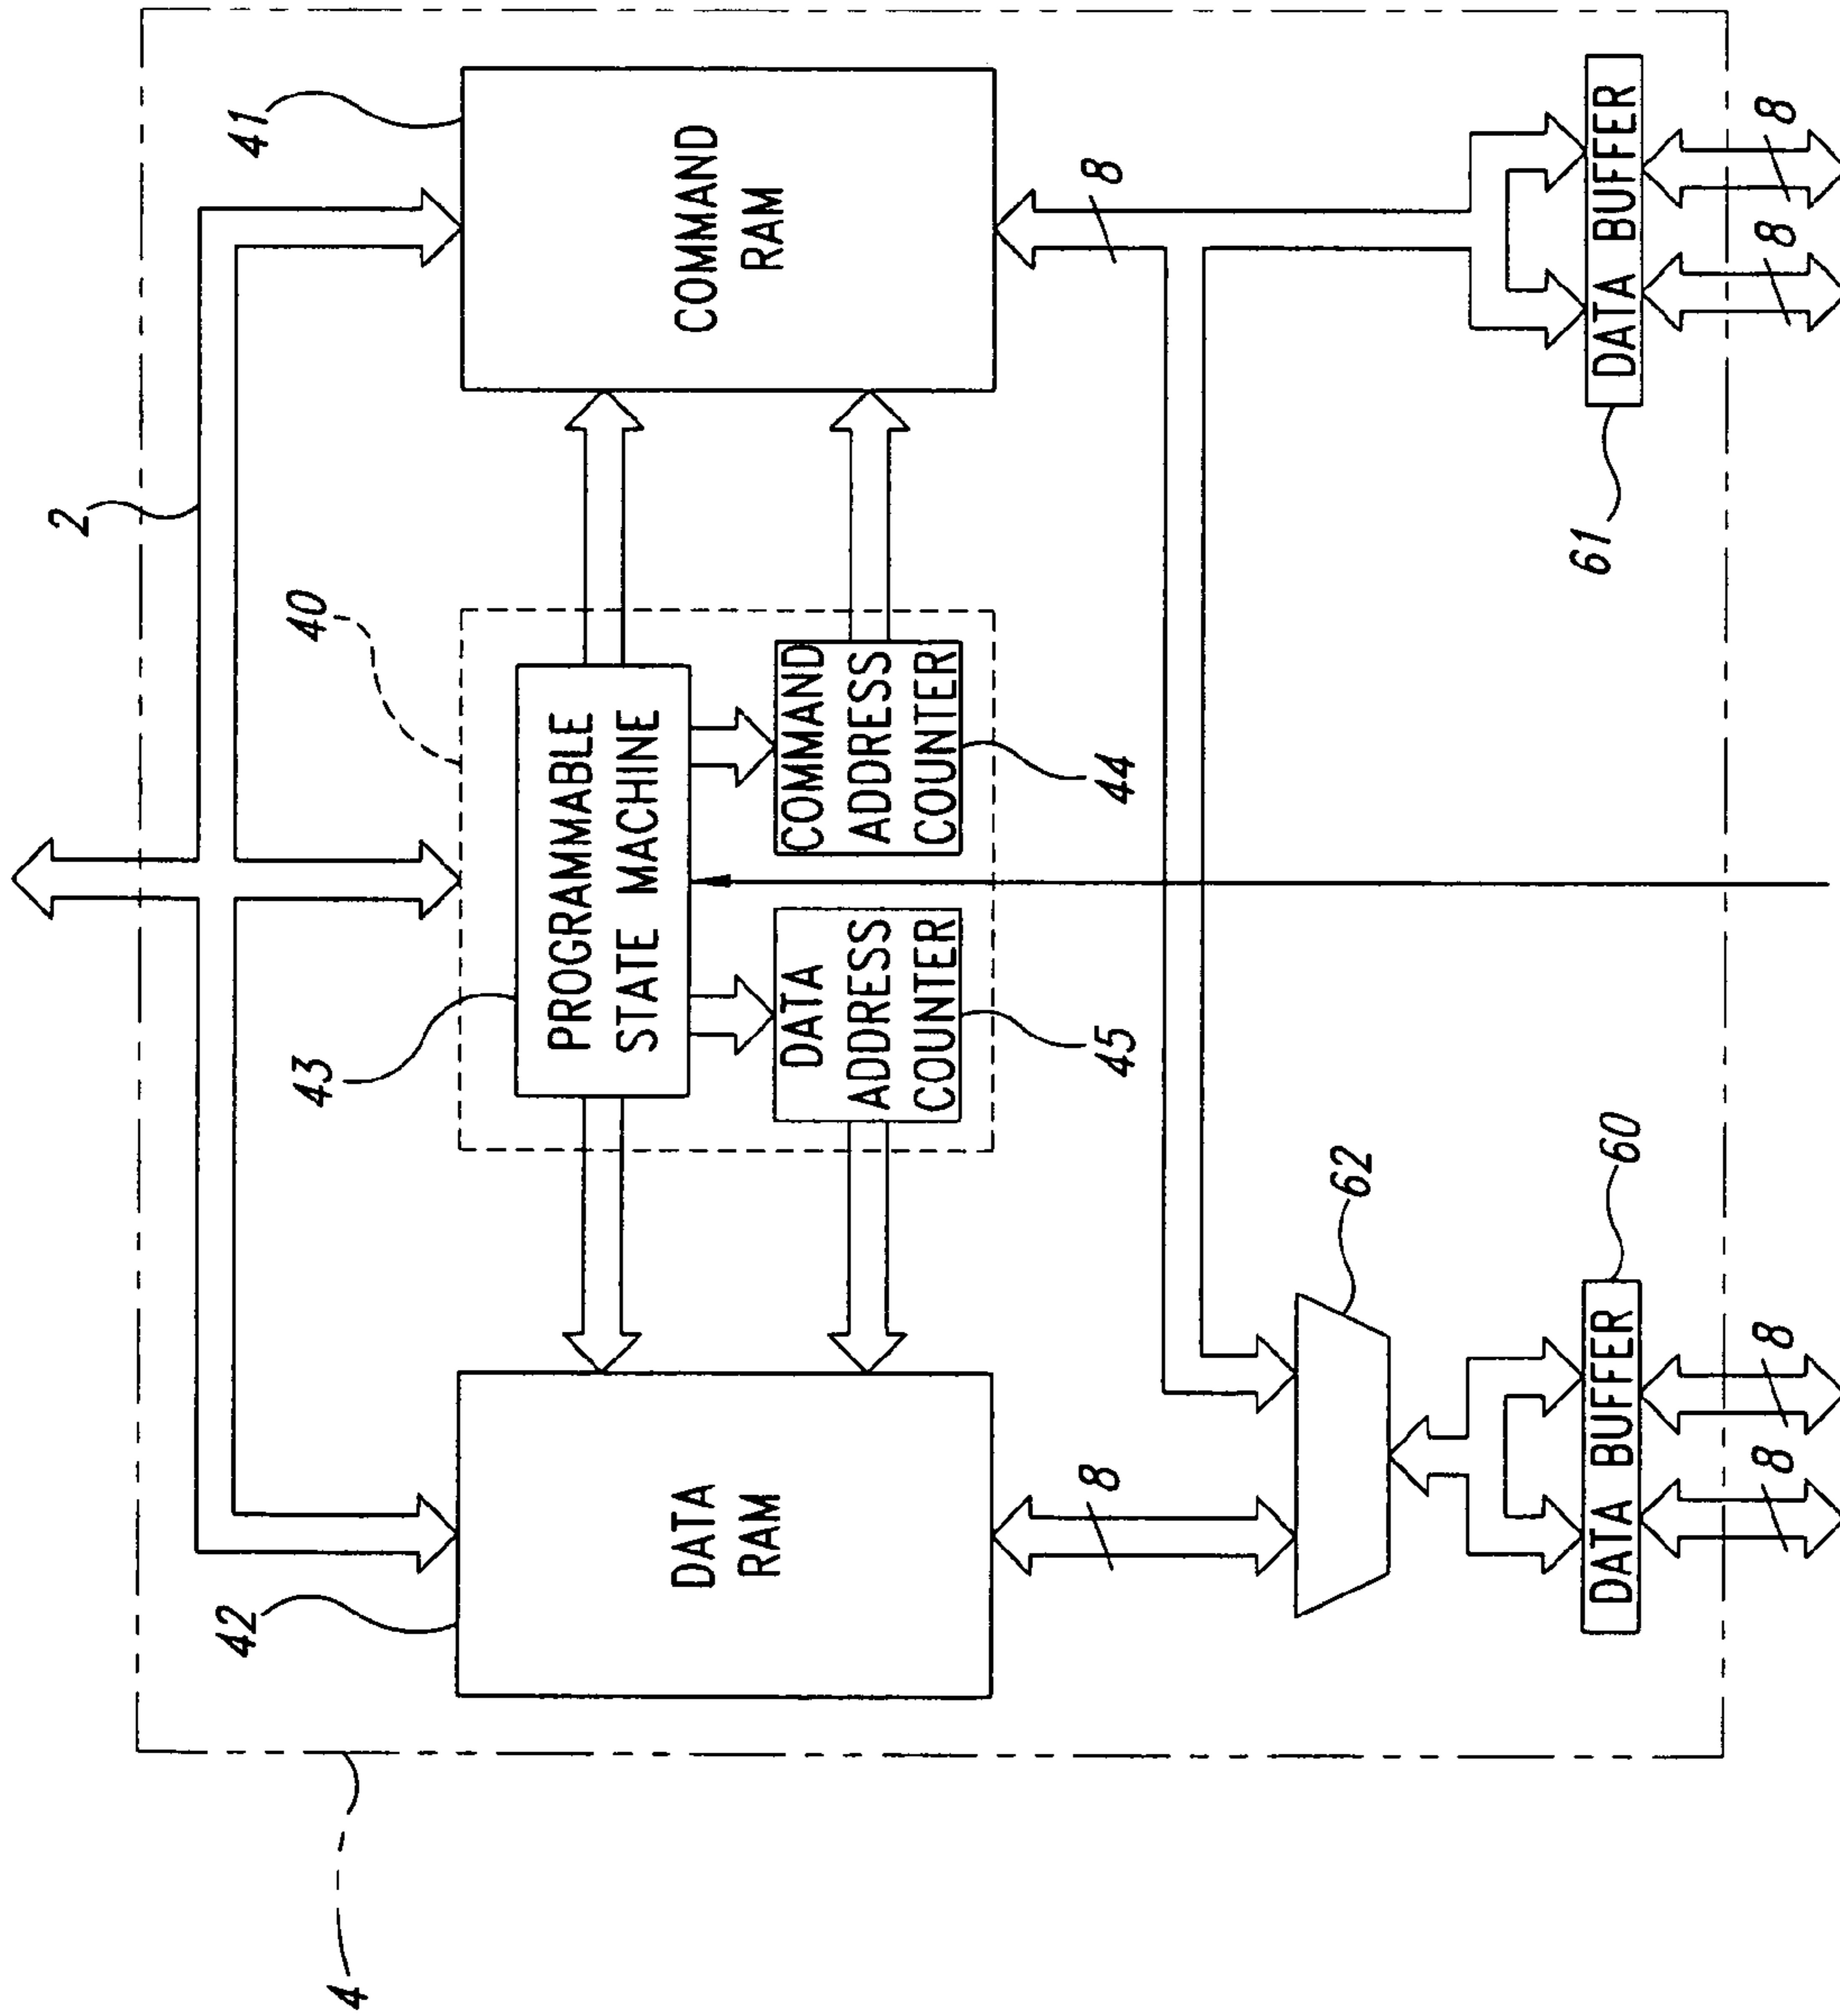 2
42
41
43
40
4
PROGRAMMABLE
STATE MACHINE
DATA
RAM
COMMAND
RAM
DATA
ADDRESS
COUNTER
COMMAND
ADDRESS
COUNTER
45
44
8
8
62
60
61
DATA BUFFER
DATA BUFFER
8
8
8
8